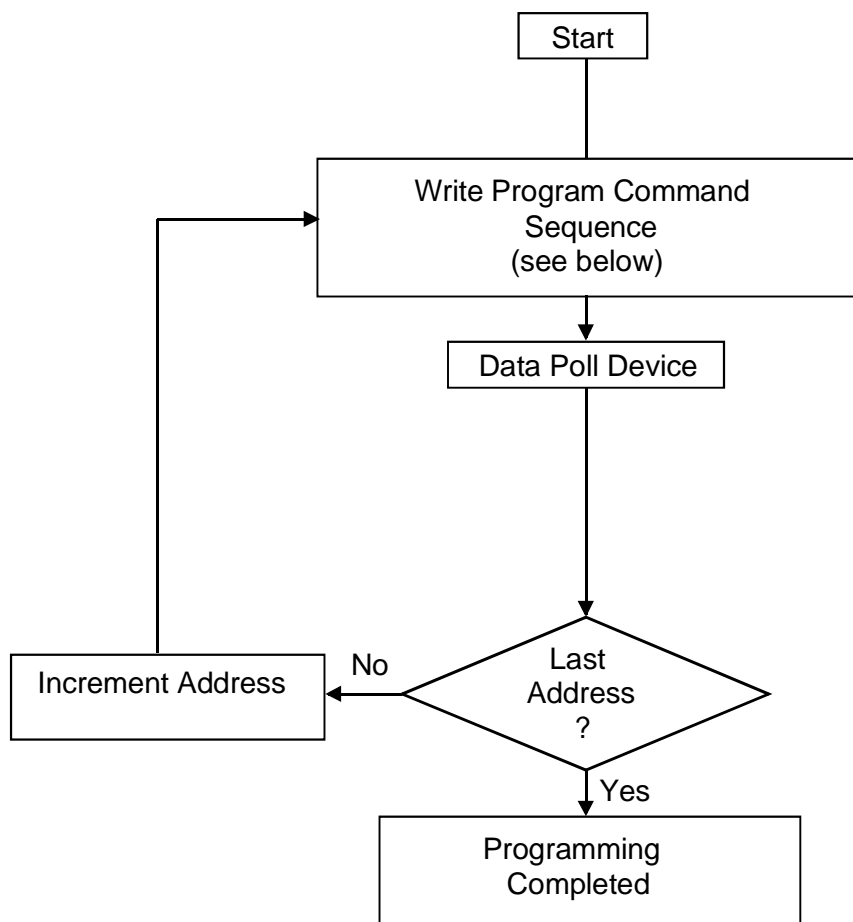 Start
Write Program Command
Sequence
(see below)
Data Poll Device
Last
Address
?
No
Increment Address
Yes
Programming
Completed